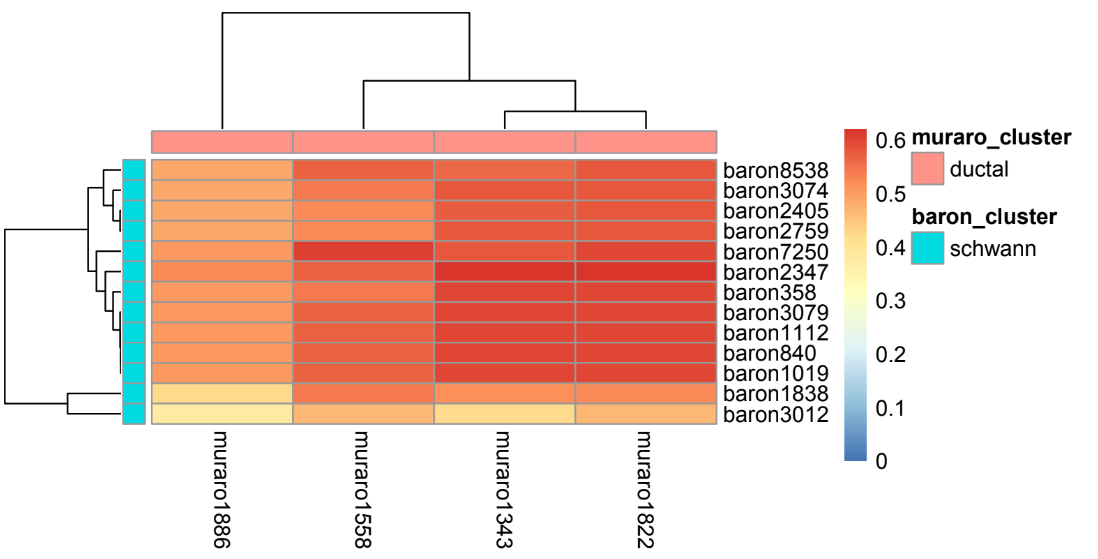 baron8538
baron3074
baron2405
baron2759
baron7250
baron2347
baron358
baron3079
baron1112
baron840
baron1019
baron1838
baron3012
muraro1886
muraro1558
muraro1343
muraro1822
0.6
0.5
0.4
0.3
0.2
0.1
0
muraro_cluster
ductal
baron_cluster
schwann